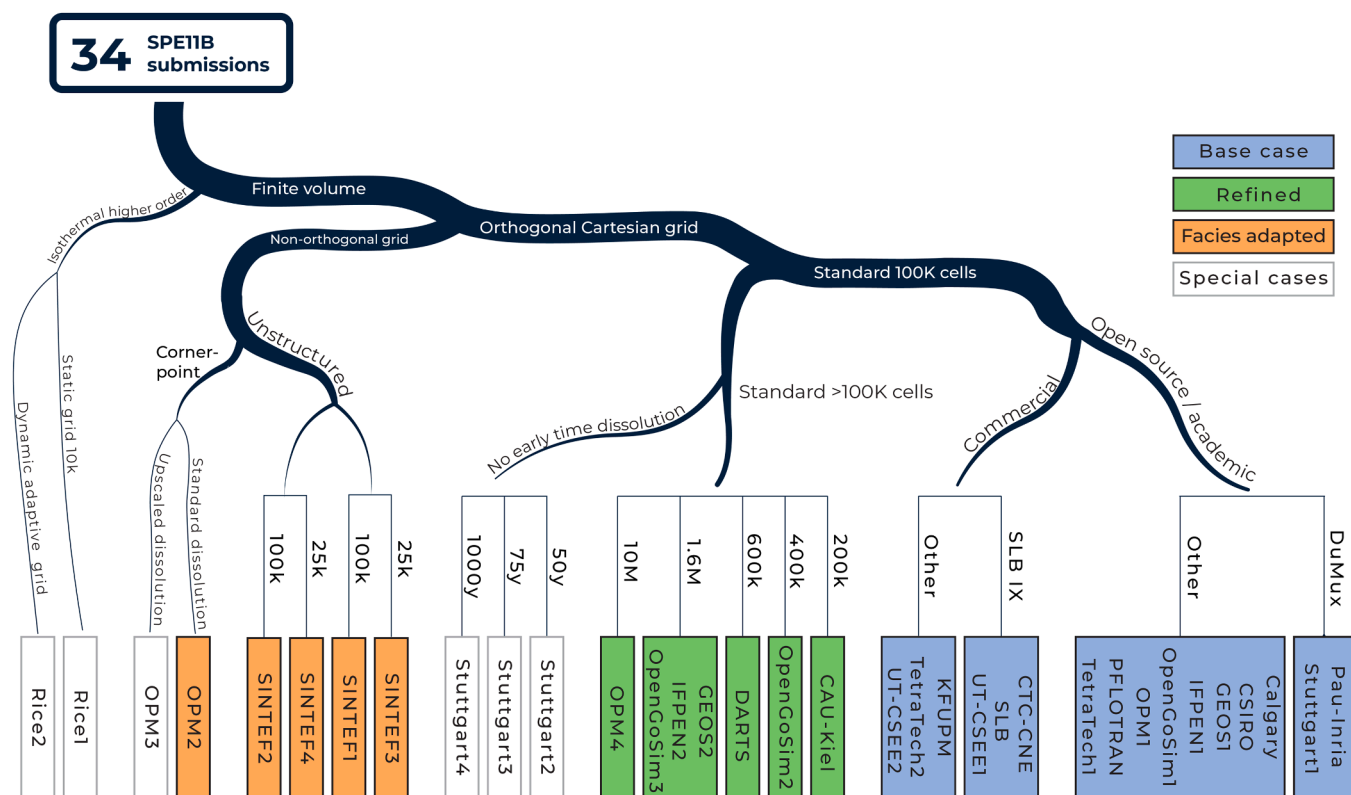 34
SPE11B
submissions
Base case
Refined
Facies adapted
Special cases
Isothermal higher order
Finite volume
Non-orthogonal grid
Orthogonal Cartesian grid
Standard 100K cells
Unstructured
Corner-
point
Open source / academic
Commercial
Standard >100K cells
No early time dissolution
Dynamic adaptive grid
Static grid 10k
Upscaled dissolution
Standard dissolution
100k
25k
100k
25k
1000y
75y
50y
10M
1.6M
600k
400k
200k
Other
SLB IX
Other
DuMux
Rice2
Rice1
OPM3
OPM2
SINTEF2
SINTEF4
SINTEF1
SINTEF3
Stuttgart4
Stuttgart3
Stuttgart2
OPM4
GEOS2
IFPEN2
OpenGoSim3
DARTS
OpenGoSim2
CAU-Kiel
KFUPM
TetraTech2
UT-CSEE2
CTC-CNE
SLB
UT-CSEE1
Calgary
CSIRO
GEOS1
IFPEN1
OpenGoSim1
OPM1
PFLOTRAN
TetraTech1
Pau-Inria
Stuttgart1